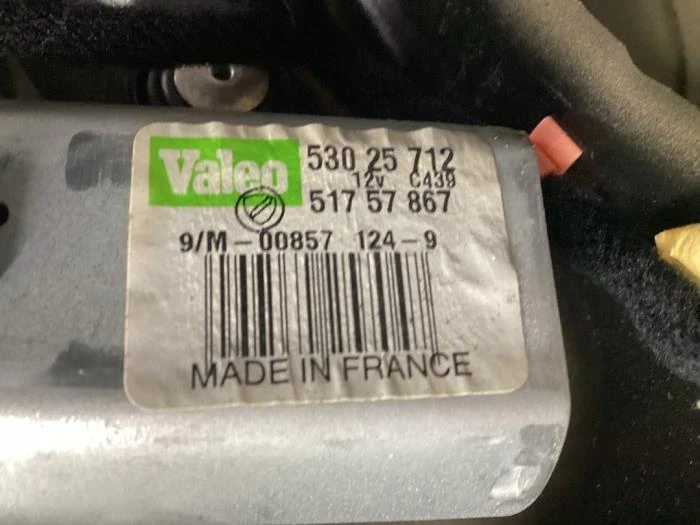 Valeo
530 25 712
12v C439
517 57 867
9/M-00857 124-9
MADE IN FRANCE